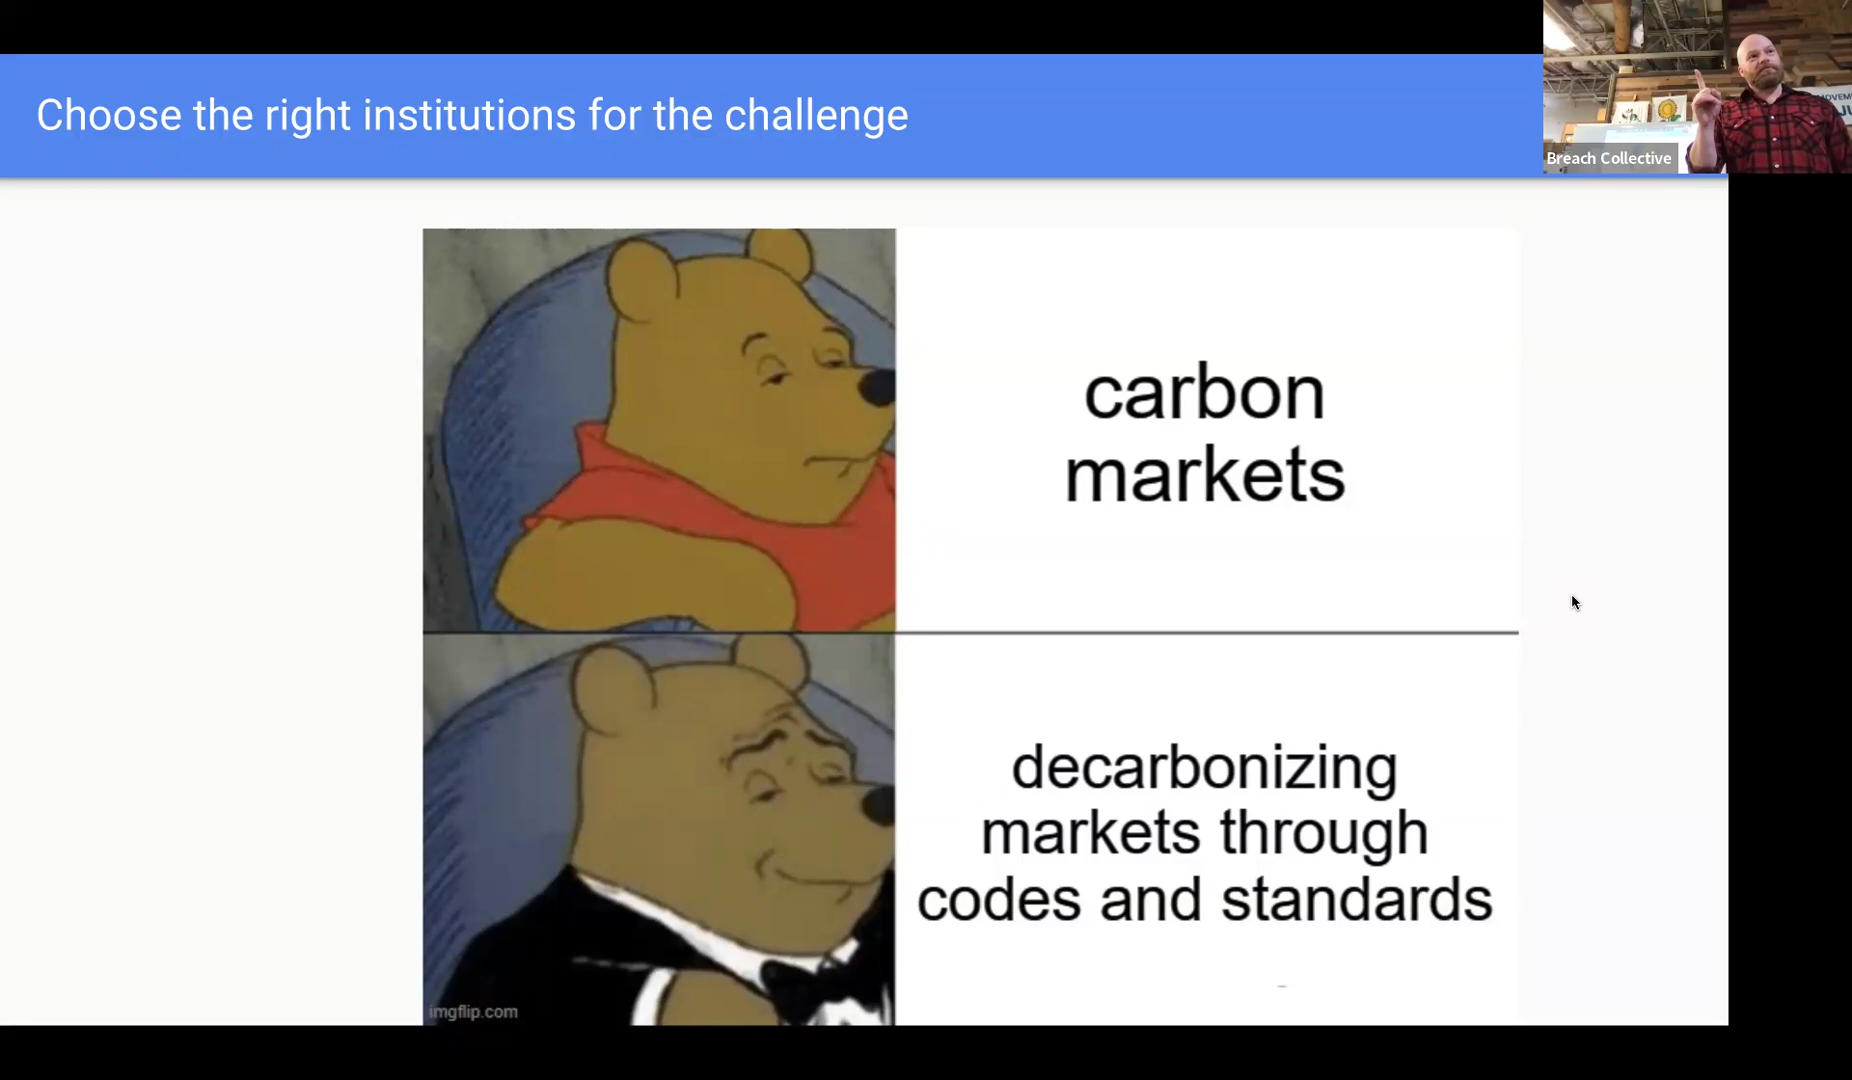 Choose the right institutions for the challenge
Breach Collective
carbon
markets
decarbonizing
markets through
codes and standards
imgflip.com